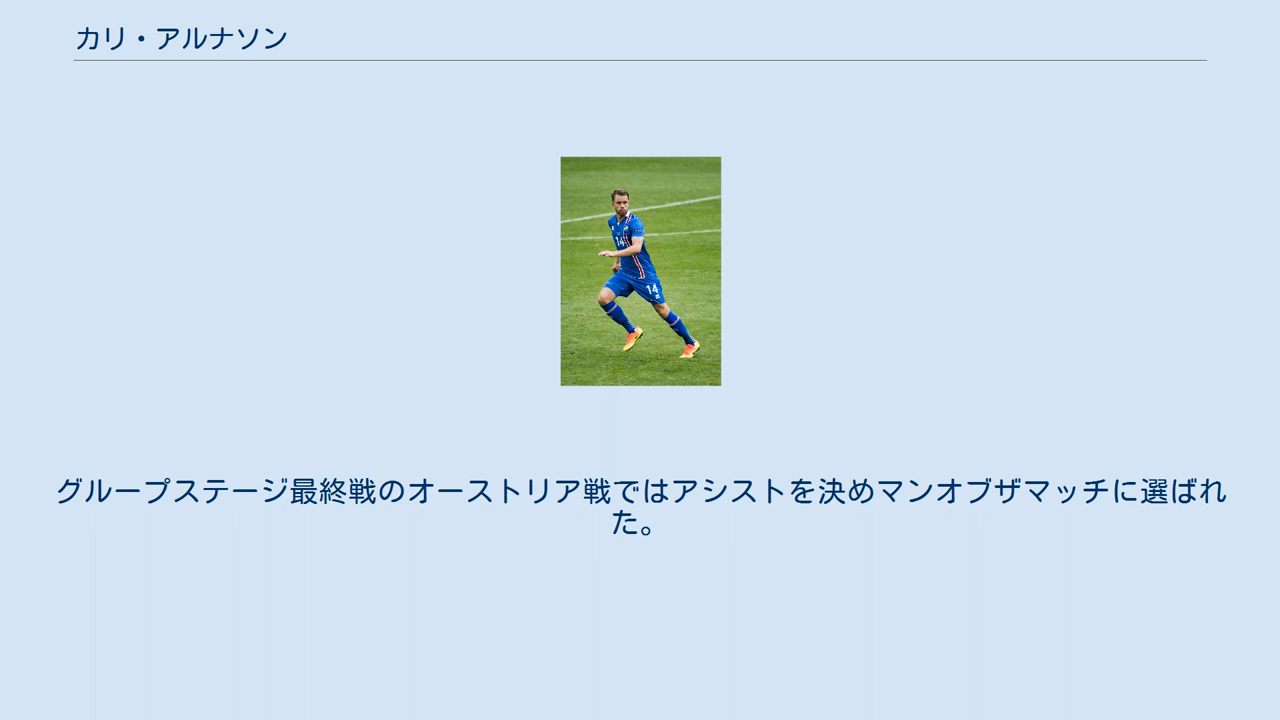 カリ・アルナソン
14
14
グループステージ最終戦のオーストリア戦ではアシストを決めマンオブザマッチに選ばれ
た。